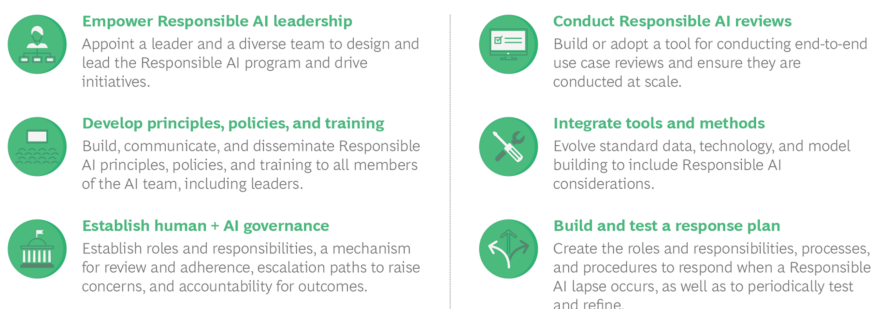 Empower Responsible AI leadership
Appoint a leader and a diverse team to design and
lead the Responsible AI program and drive
initiatives.
Develop principles, policies, and training
Build, communicate, and disseminate Responsible
AI principles, policies, and training to all members
of the AI team, including leaders.
Establish human + AI governance
Establish roles and responsibilities, a mechanism
for review and adherence, escalation paths to raise
concerns, and accountability for outcomes.
Conduct Responsible AI reviews
Build or adopt a tool for conducting end-to-end
use case reviews and ensure they are
conducted at scale.
Integrate tools and methods
Evolve standard data, technology, and model
building to include Responsible AI
considerations.
Build and test a response plan
Create the roles and responsibilities, processes,
and procedures to respond when a Responsible
AI lapse occurs, as well as to periodically test
and refine.